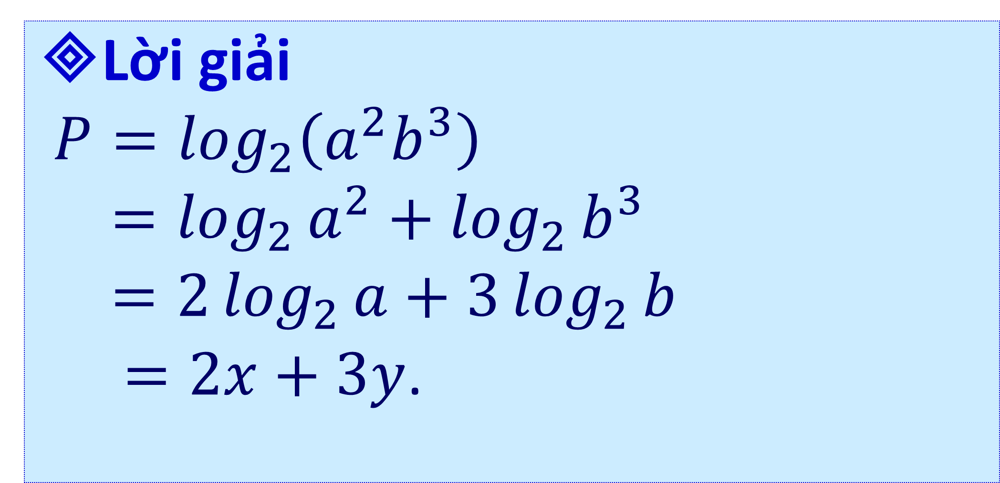 Lời giải
P = log₂(a²b³)
= log₂ a² + log₂ b³
= 2 log₂ a + 3 log₂ b
= 2x + 3y.